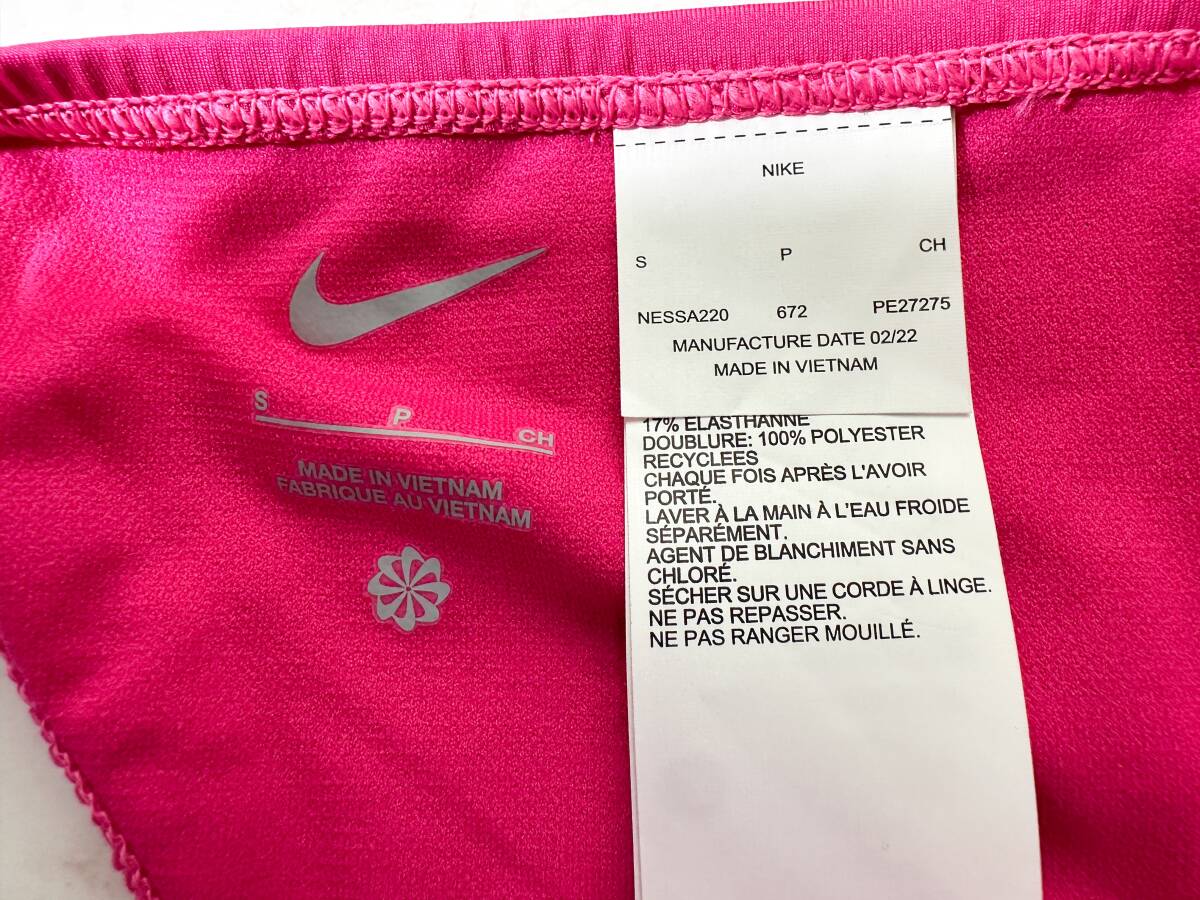 NIKE
S P CH
NESSA220 672 PE27275
MANUFACTURE DATE 02/22
MADE IN VIETNAM
17% ELASTHANNE
DOUBLURE: 100% POLYESTER
RECYCLEES
CHAQUE FOIS APRÈS L'AVOIR
PORTÉ.
LAVER À LA MAIN À L'EAU FROIDE
SÉPARÉMENT.
AGENT DE BLANCHIMENT SANS
CHLORÉ.
SÉCHER SUR UNE CORDE À LINGE.
NE PAS REPASSER.
NE PAS RANGER MOUILLÉ.
S P CH
MADE IN VIETNAM
FABRIQUE AU VIETNAM